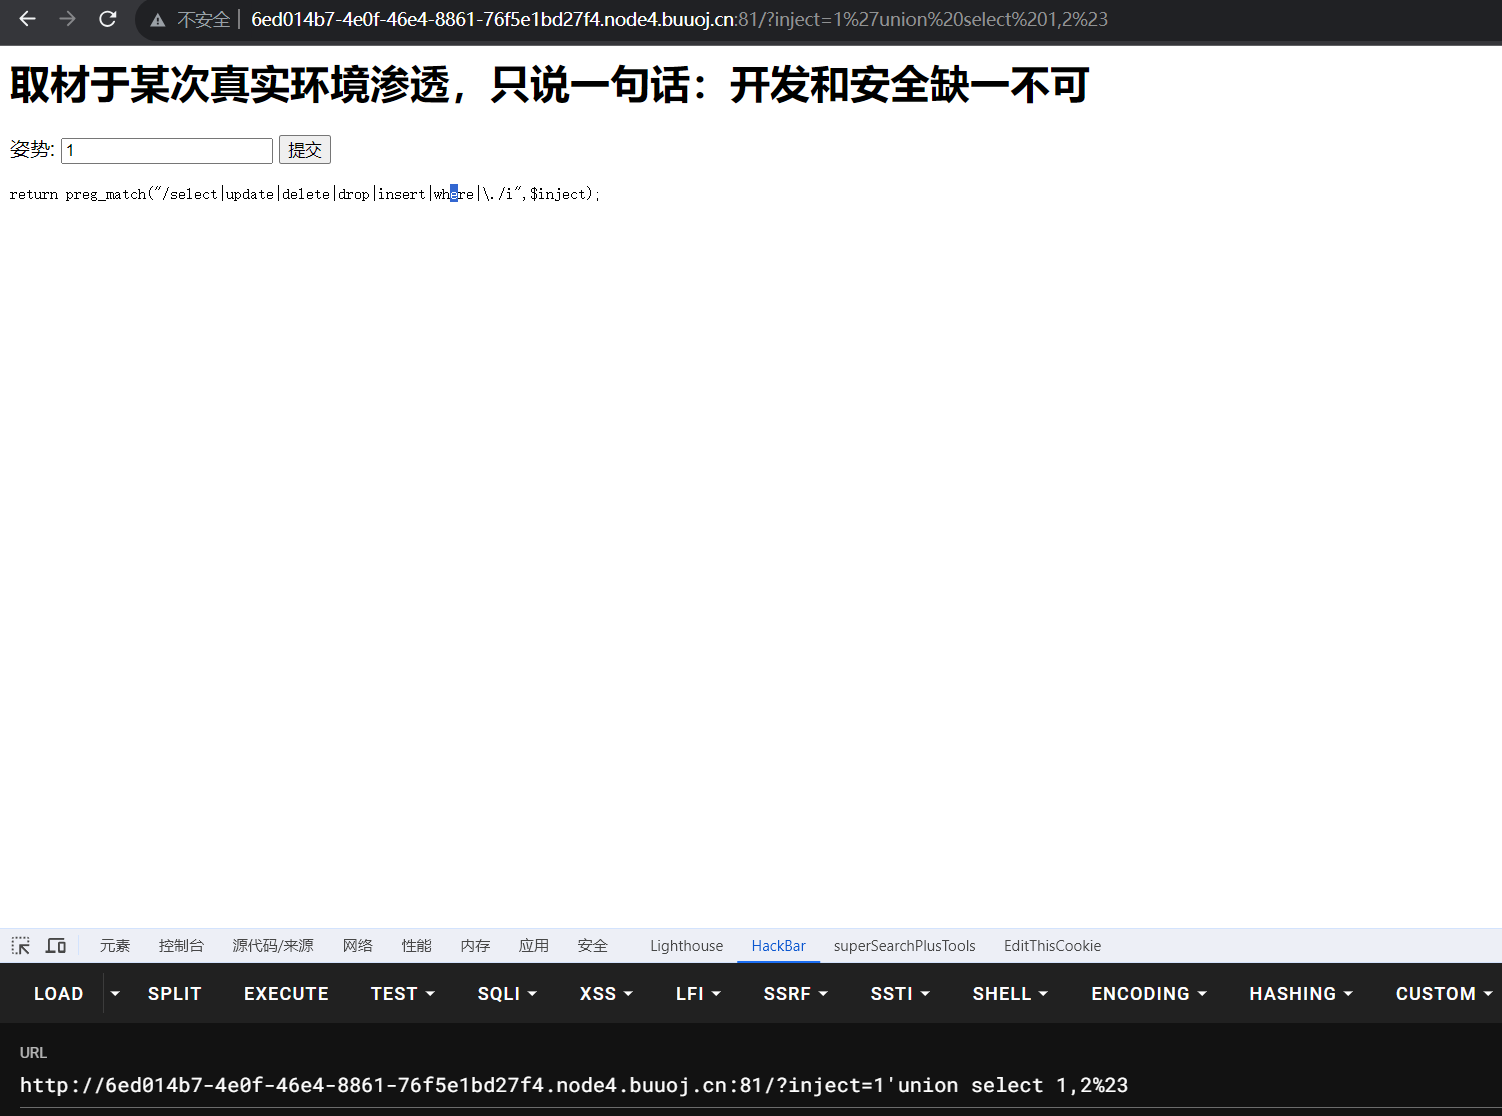 不安全 6ed014b7-4e0f-46e4-8861-76f5e1bd27f4.node4.buuoj.cn:81/?inject=1%27union%20select%201,2%23
取材于某次真实环境渗透，只说一句话：开发和安全缺一不可
姿势: 1 提交
return preg_match("/select|update|delete|drop|insert|where|\./i",$inject);
元素 控制台 源代码/来源 网络 性能 内存 应用 安全 Lighthouse HackBar superSearchPlusTools EditThisCookie
LOAD SPLIT EXECUTE TEST SQLI XSS LFI SSRF SSTI SHELL ENCODING HASHING CUSTOM
URL
http://6ed014b7-4e0f-46e4-8861-76f5e1bd27f4.node4.buuoj.cn:81/?inject=1'union select 1,2%23